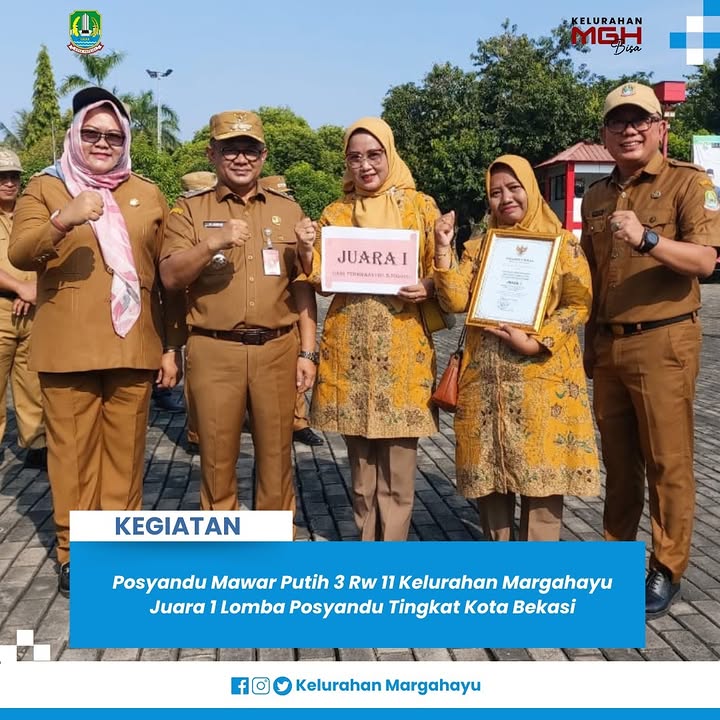 KELURAHAN
MGH
Bisa
JUARA I
JUARA I
KEGIATAN
Posyandu Mawar Putih 3 Rw 11 Kelurahan Margahayu
Juara 1 Lomba Posyandu Tingkat Kota Bekasi
Kelurahan Margahayu